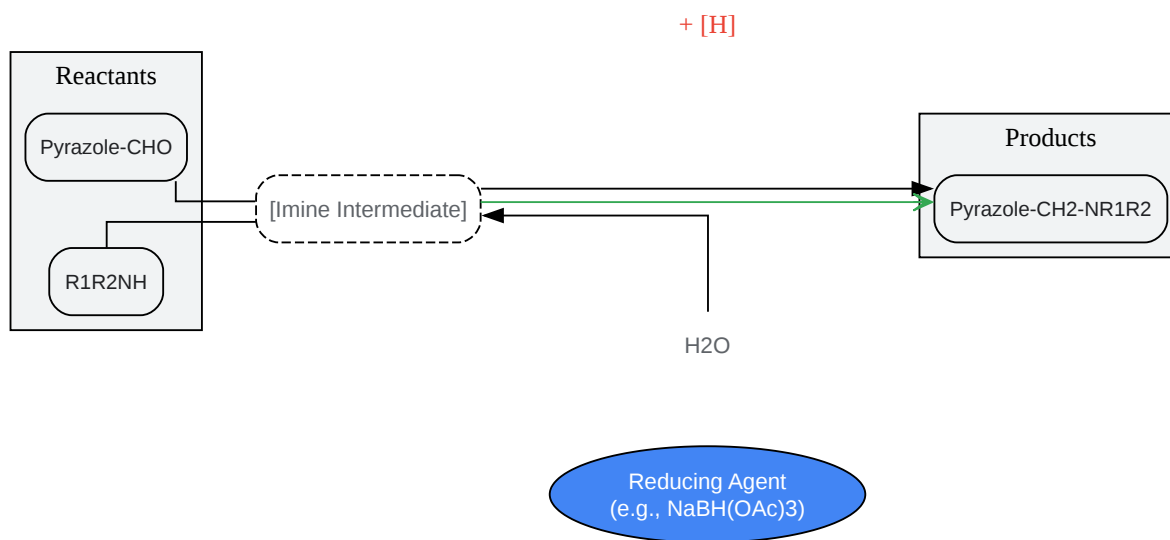 + [H]
Reactants
Pyrazole-CHO
R1R2NH
[Imine Intermediate]
H2O
Products
Pyrazole-CH2-NR1R2
Reducing Agent
(e.g., NaBH(OAc)3)